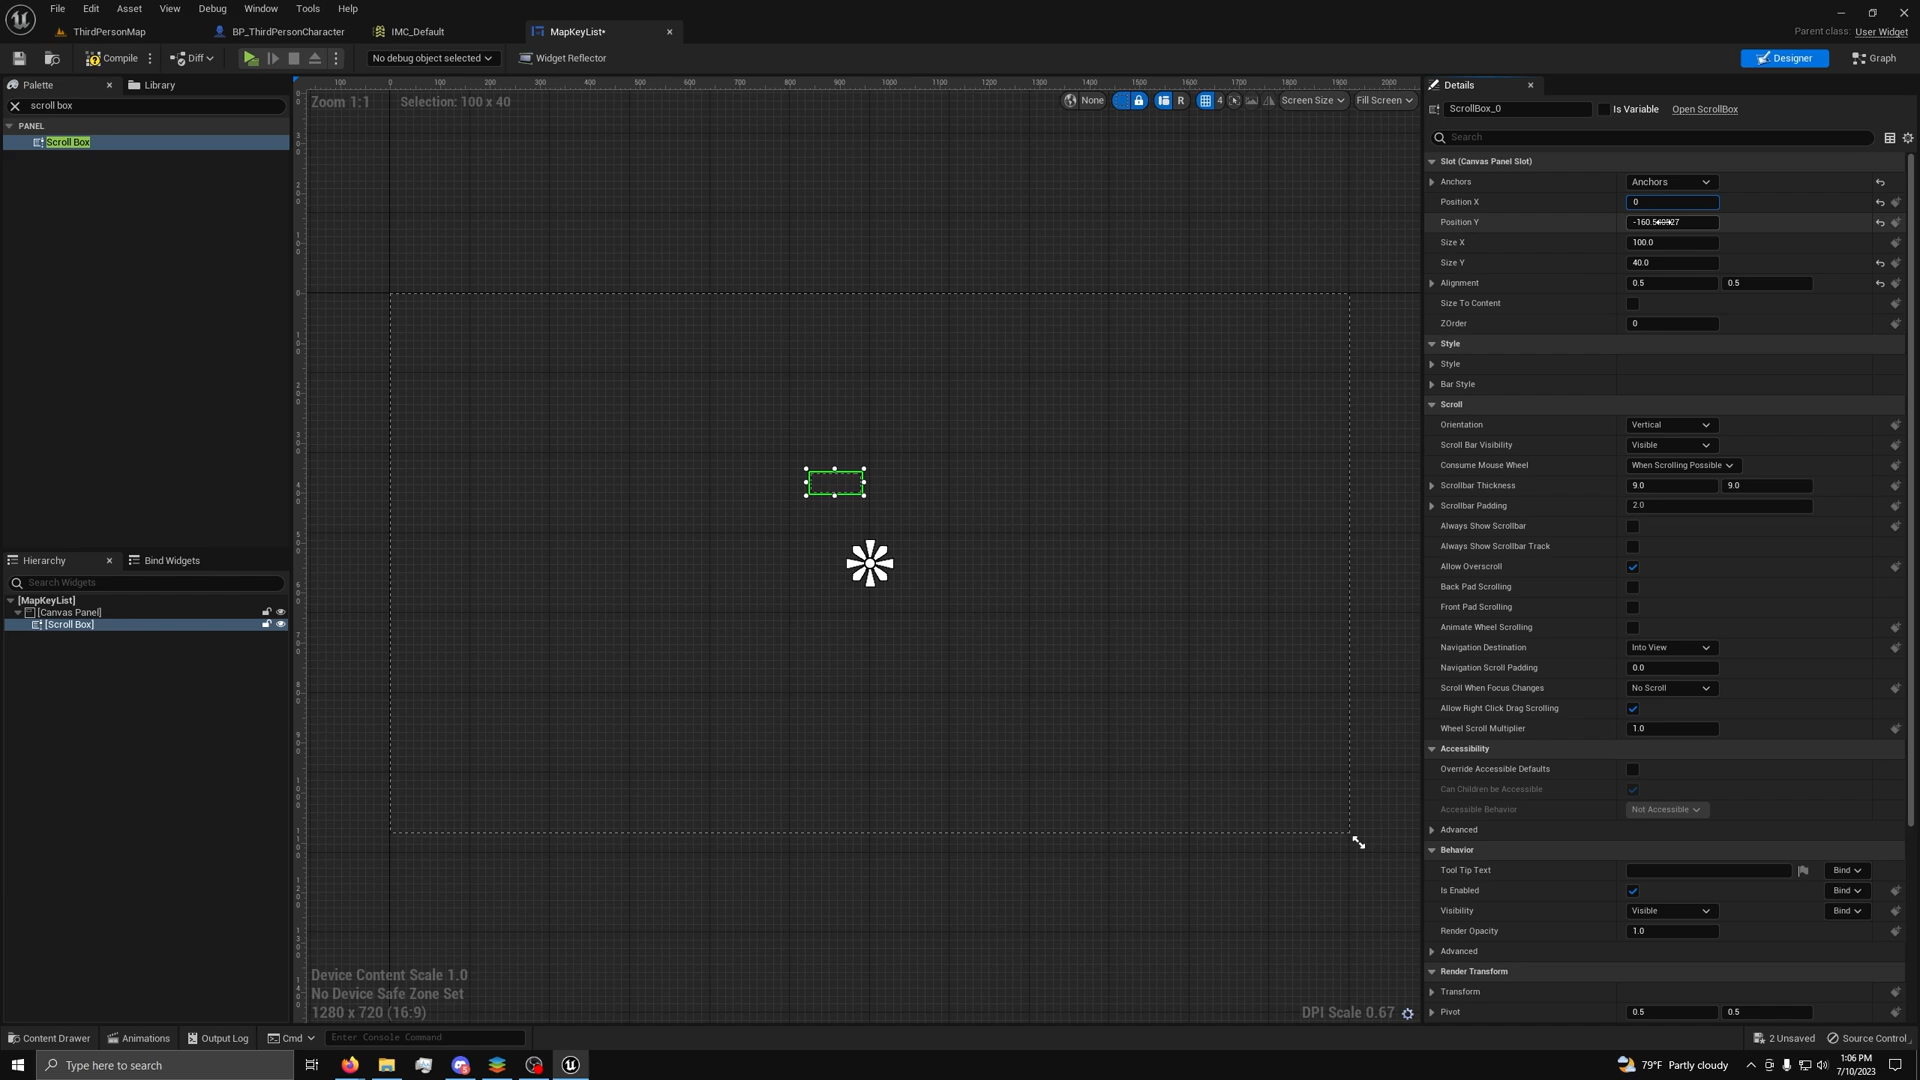 File Edit Asset View Debug Window Tools Help
ThirdPersonMap BP_ThirdPersonCharacter IMC_Default MapKeyList*
Parent class: User Widget
Compile Diff No debug object selected Widget Reflector Designer Graph
Palette Library
scroll box
PANEL
Scroll Box
Zoom 1:1 Selection: 100 x 40
None R 4 Screen Size Fill Screen
Hierarchy Bind Widgets
Search Widgets
[MapKeyList]
[Canvas Panel]
[Scroll Box]
Device Content Scale 1.0
No Device Safe Zone Set
1280 x 720 (16:9)
DPI Scale 0.67
Details
ScrollBox_0 Is Variable Open ScrollBox
Search
Slot (Canvas Panel Slot)
Anchors Anchors
Position X 0
Position Y
Size X 100.0
Size Y 40.0
Alignment 0.5 0.5
Size To Content
ZOrder 0
Style
Style
Bar Style
Scroll
Orientation Vertical
Scroll Bar Visibility Visible
Consume Mouse Wheel When Scrolling Possible
Scrollbar Thickness 9.0 9.0
Scrollbar Padding 2.0
Always Show Scrollbar
Always Show Scrollbar Track
Allow Overscroll
Back Pad Scrolling
Front Pad Scrolling
Animate Wheel Scrolling
Navigation Destination Into View
Navigation Scroll Padding 0.0
Scroll When Focus Changes No Scroll
Allow Right Click Drag Scrolling
Wheel Scroll Multiplier 1.0
Accessibility
Override Accessible Defaults
Can Children be Accessible
Accessible Behavior Not Accessible
Advanced
Behavior
Tool Tip Text Bind
Is Enabled Bind
Visibility Visible Bind
Render Opacity 1.0
Advanced
Render Transform
Transform
Pivot 0.5 0.5
Content Drawer Animations Output Log Cmd Enter Console Command 2 Unsaved Source Control
Type here to search
79°F Partly cloudy
1:06 PM
7/10/2023